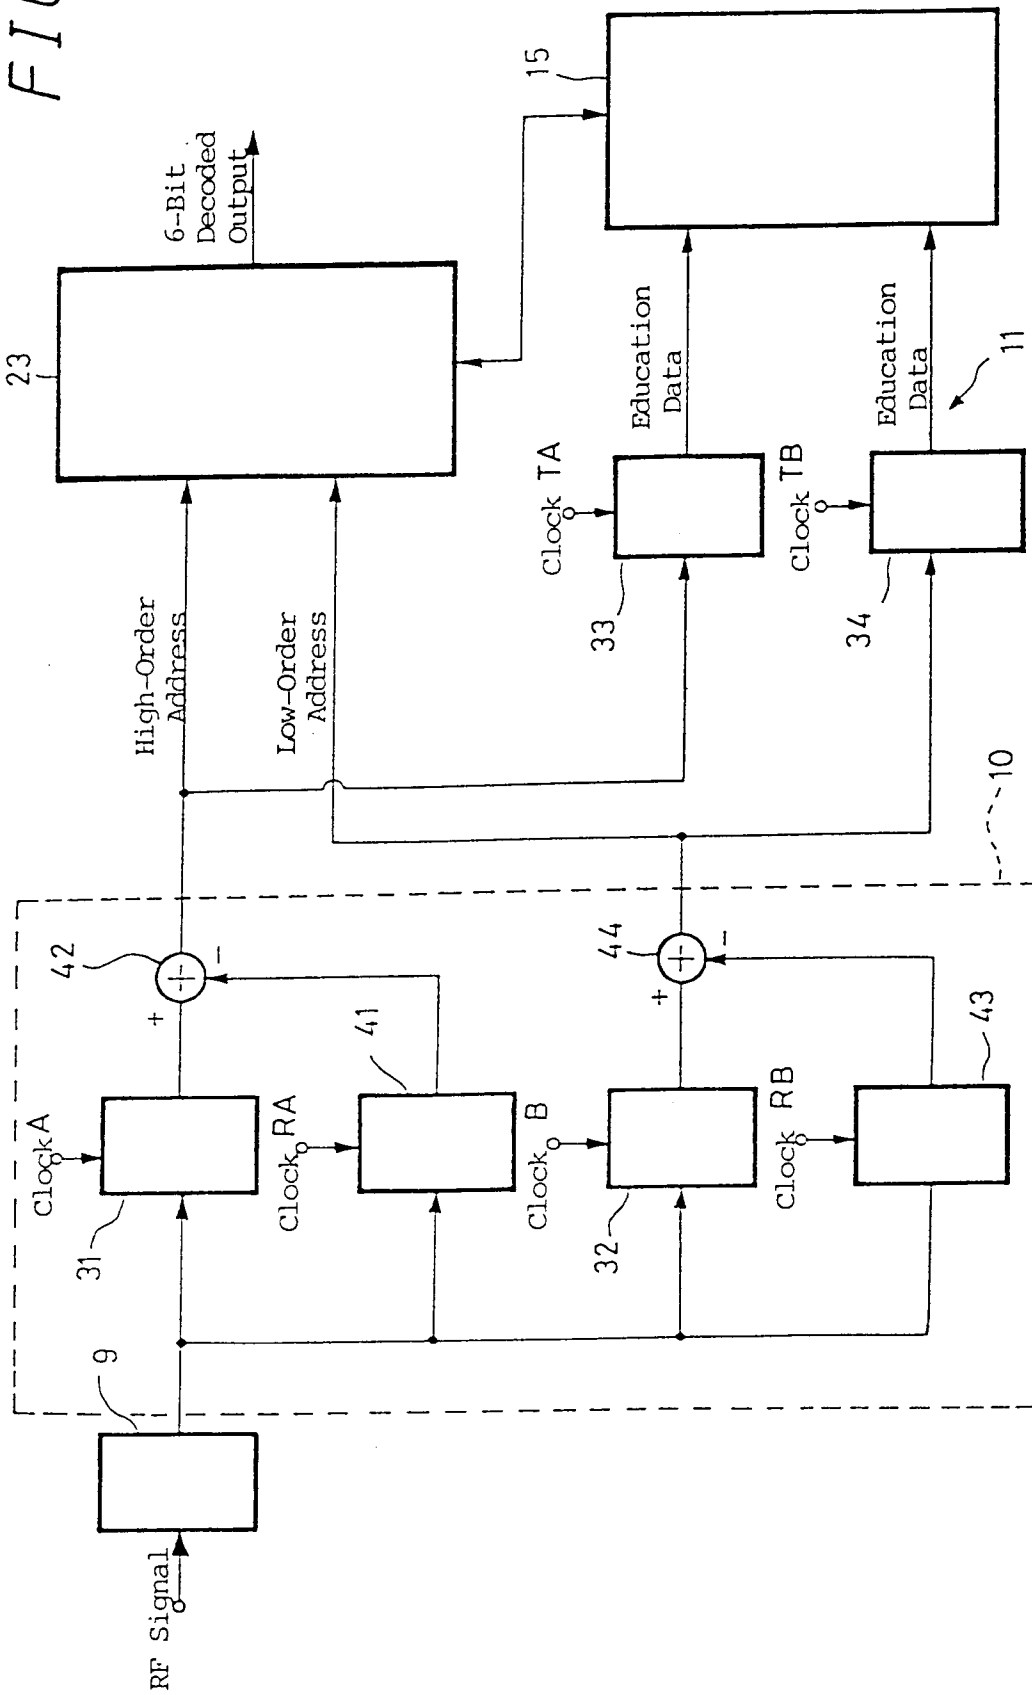 FIG
RF Signal
9
31
Clock A
Clock RA
41
42
+
-
Clock B
32
Clock RB
43
44
+
-
10
High-Order
Address
Low-Order
Address
23
6-Bit
Decoded
Output
33
Clock TA
Education
Data
34
Clock TB
Education
Data
11
15